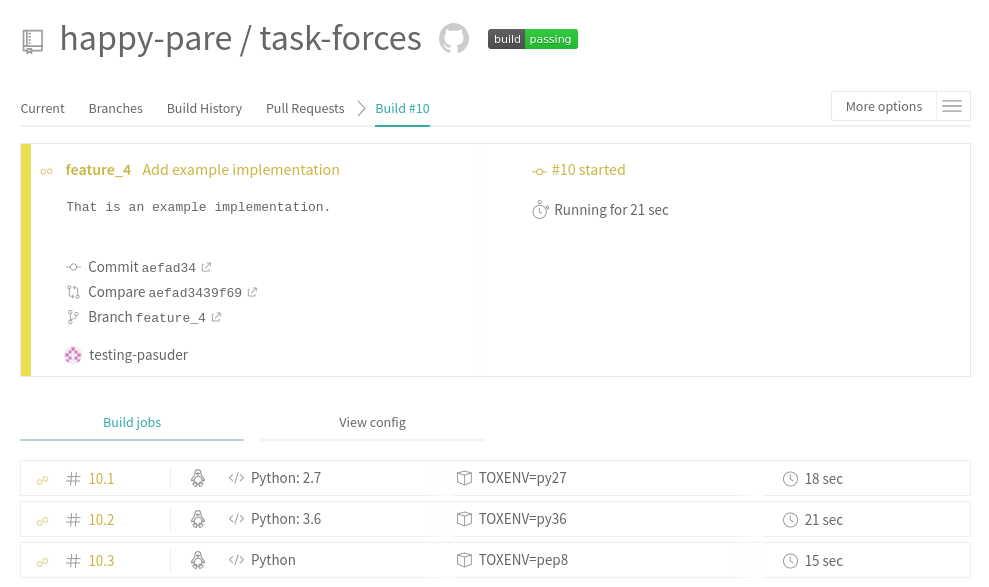 happy-pare / task-forces build passing
Current Branches Build History Pull Requests Build #10 More options
feature_4 Add example implementation #10 started
That is an example implementation. Running for 21 sec
Commit aefad34
Compare aefad3439f69
Branch feature_4
testing-pasuder
Build jobs View config
# 10.1 </> Python: 2.7 TOXENV=py27 18 sec
# 10.2 </> Python: 3.6 TOXENV=py36 21 sec
# 10.3 </> Python TOXENV=pep8 15 sec